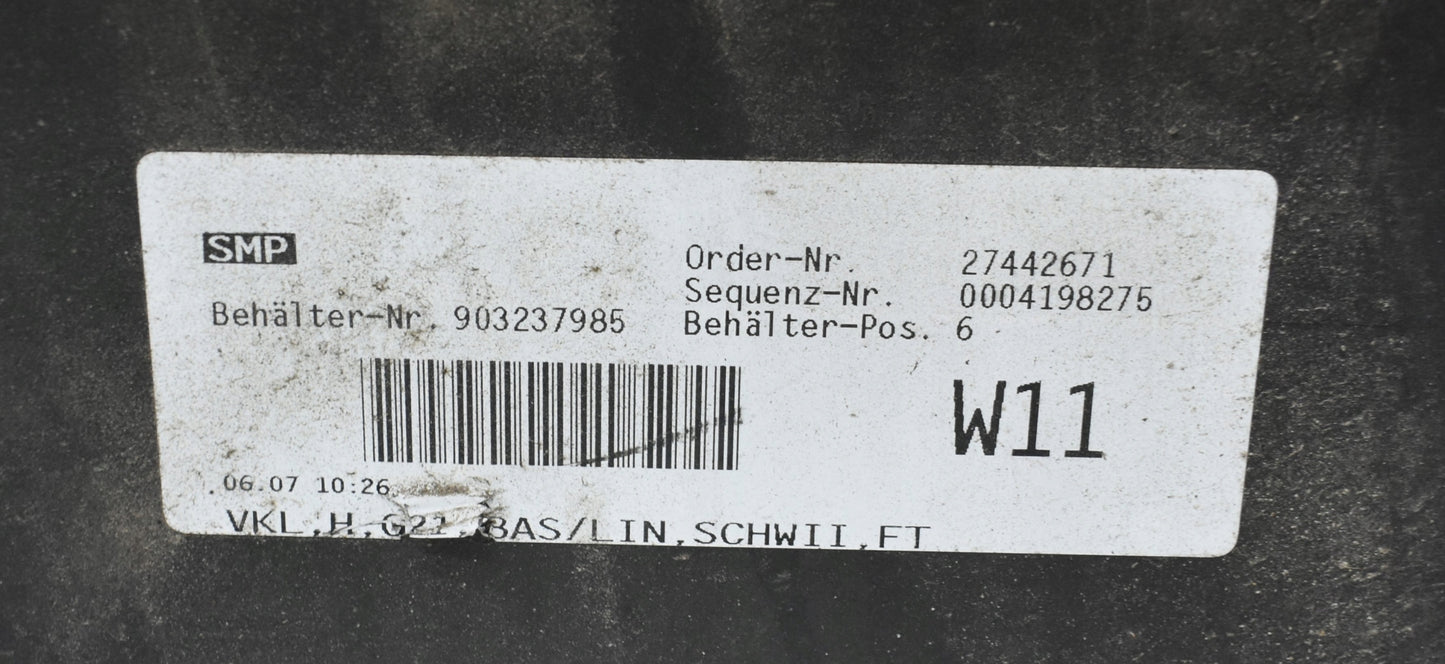 SMP
Behälter-Nr. 903237985
Order-Nr. 27442671
Sequenz-Nr. 0004198275
Behälter-Pos. 6
W11
.06.07 10:26
VKL,H,G21,BAS/LIN,SCHWII,FT